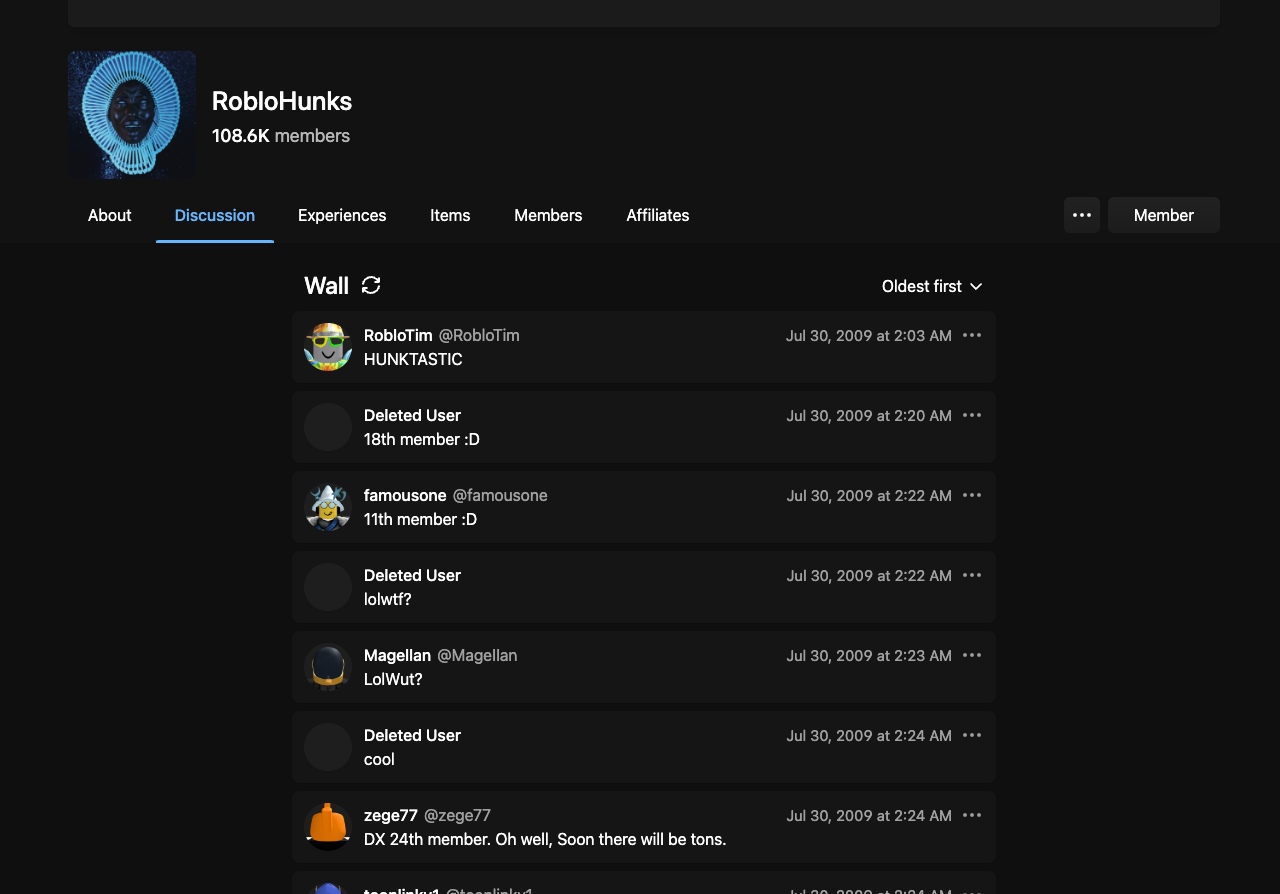 RobloHunks
108.6K members
About Discussion Experiences Items Members Affiliates ••• Member
Wall Oldest first
RobloTim @RobloTim Jul 30, 2009 at 2:03 AM •••
HUNKTASTIC
Deleted User Jul 30, 2009 at 2:20 AM •••
18th member :D
famousone @famousone Jul 30, 2009 at 2:22 AM •••
11th member :D
Deleted User Jul 30, 2009 at 2:22 AM •••
lolwtf?
Magellan @Magellan Jul 30, 2009 at 2:23 AM •••
LolWut?
Deleted User Jul 30, 2009 at 2:24 AM •••
cool
zege77 @zege77 Jul 30, 2009 at 2:24 AM •••
DX 24th member. Oh well, Soon there will be tons.